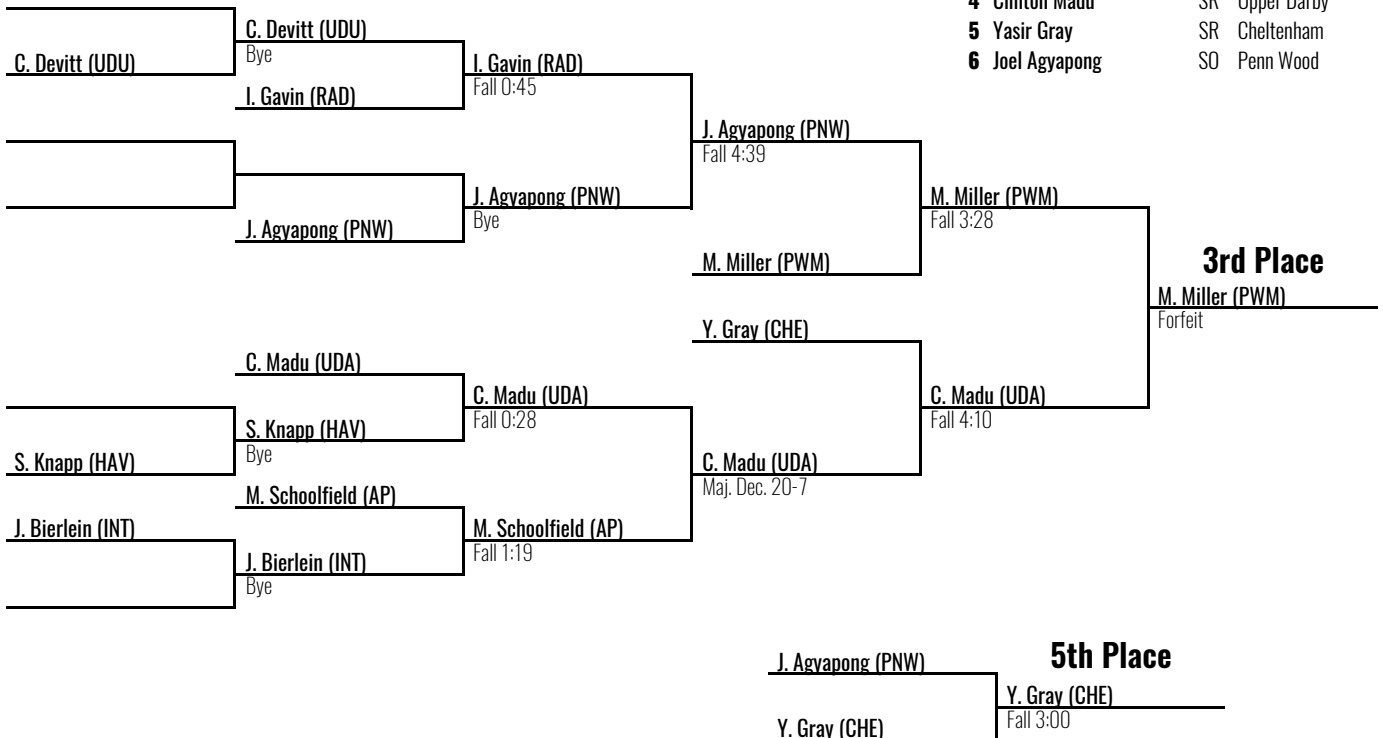 4 Clinton Madu SR Upper Darby
C. Devitt (UDU)
Bye
5 Yasir Gray SR Cheltenham
C. Devitt (UDU)
I. Gavin (RAD)
Fall 0:45
6 Joel Agyapong SO Penn Wood
I. Gavin (RAD)
J. Agyapong (PNW)
Fall 4:39
J. Agyapong (PNW)
Bye
M. Miller (PWM)
Fall 3:28
J. Agyapong (PNW)
M. Miller (PWM)
3rd Place
M. Miller (PWM)
Forfeit
Y. Gray (CHE)
C. Madu (UDA)
C. Madu (UDA)
Fall 0:28
C. Madu (UDA)
Fall 4:10
S. Knapp (HAV)
Bye
S. Knapp (HAV)
C. Madu (UDA)
Maj. Dec. 20-7
M. Schoolfield (AP)
J. Bierlein (INT)
M. Schoolfield (AP)
Fall 1:19
J. Bierlein (INT)
Bye
5th Place
J. Agyapong (PNW)
Y. Gray (CHE)
Fall 3:00
Y. Gray (CHE)